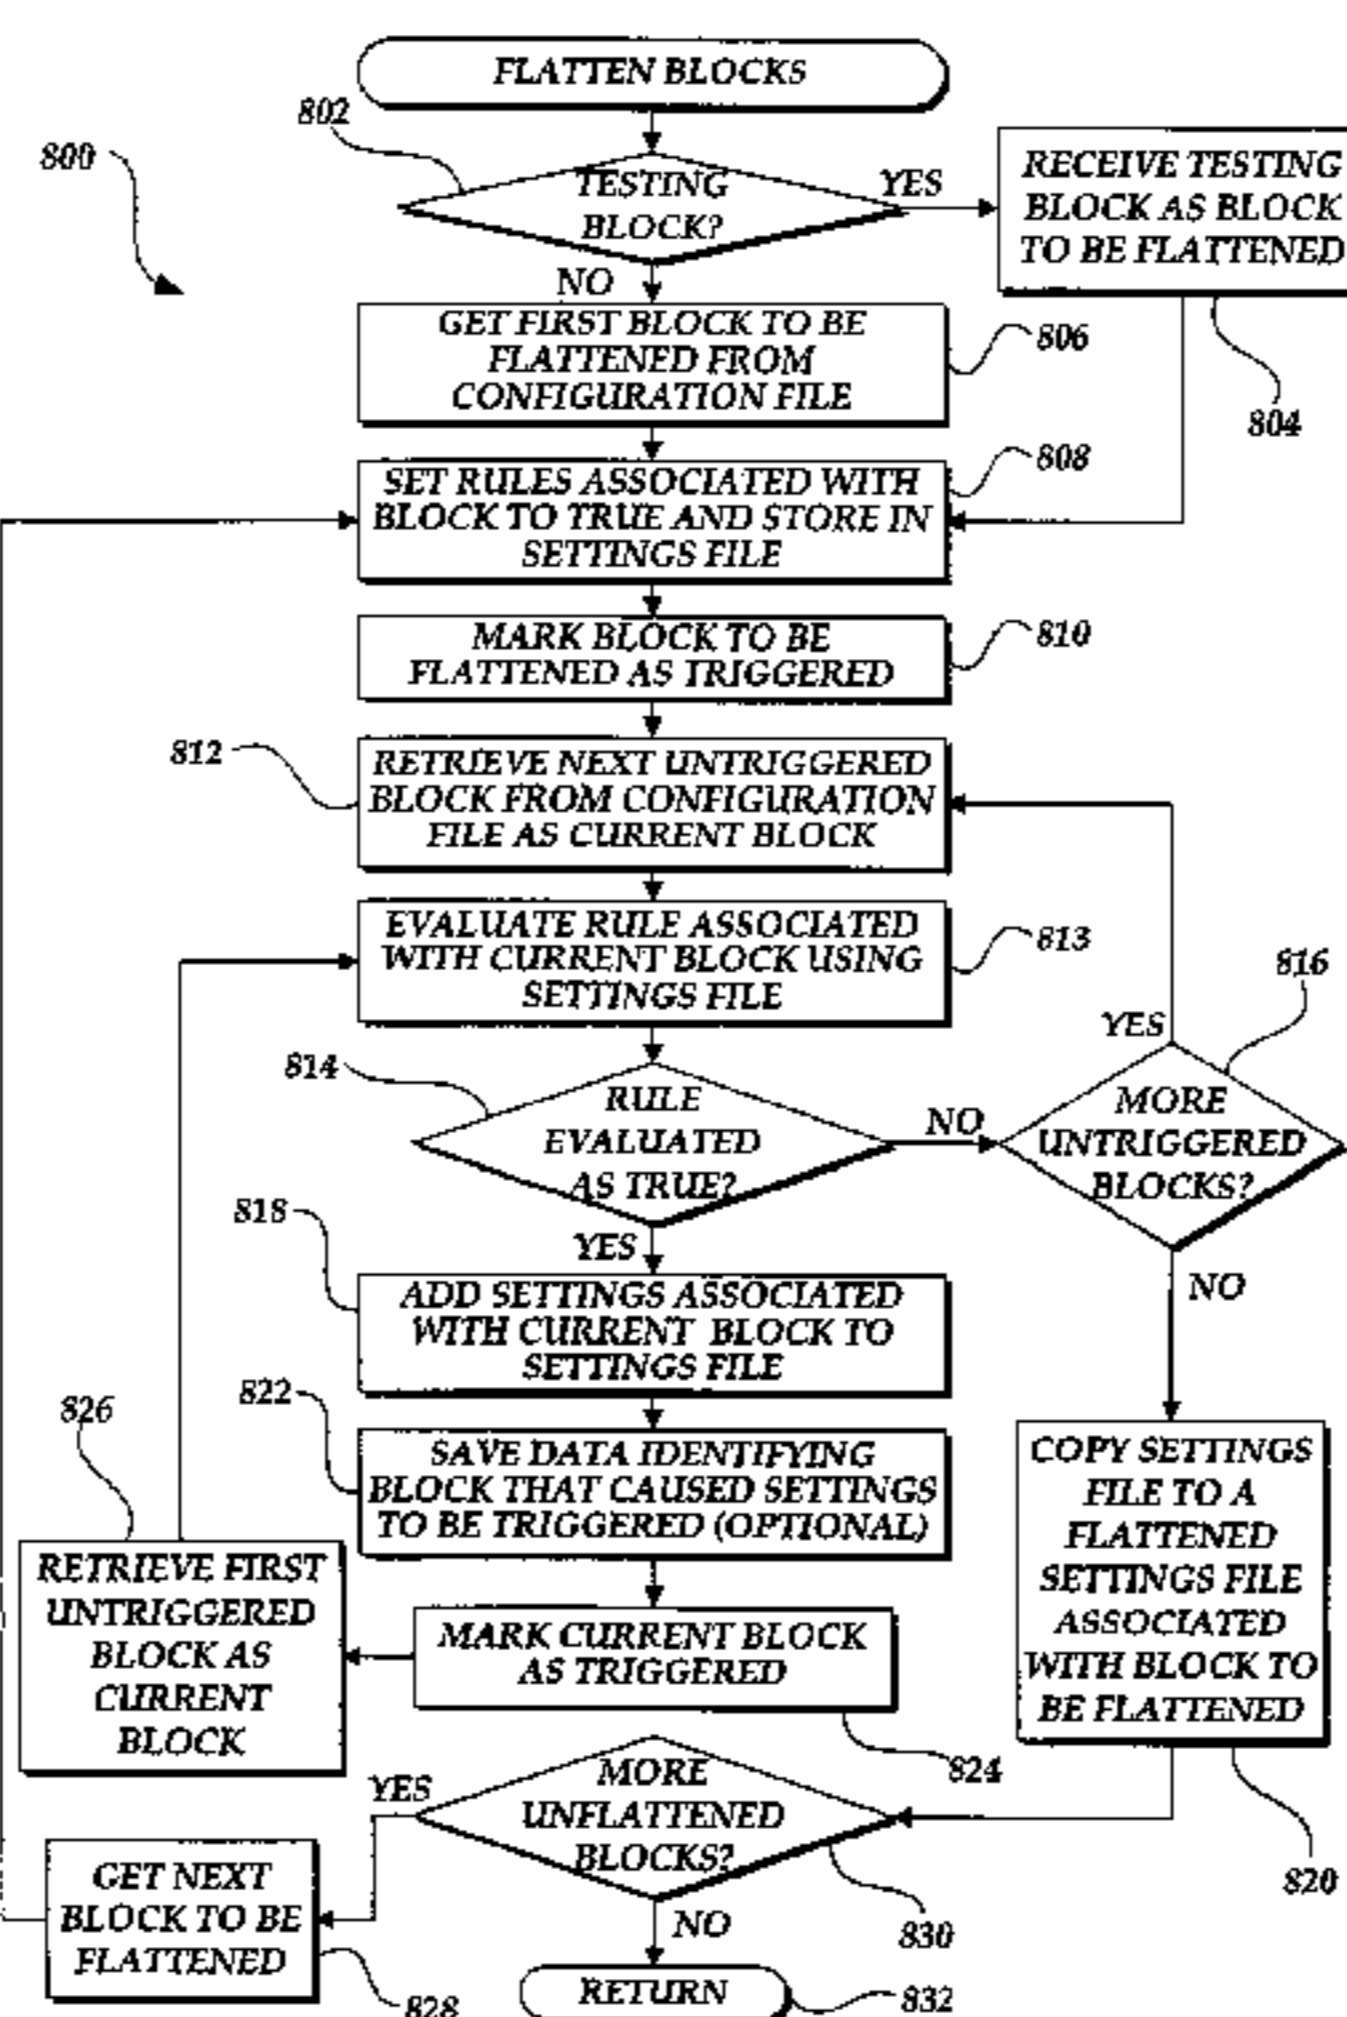 FLATTEN BLOCKS
802
800
TESTING
BLOCK?
YES
NO
RECEIVE TESTING
BLOCK AS BLOCK
TO BE FLATTENED
804
GET FIRST BLOCK TO BE
FLATTENED FROM
CONFIGURATION FILE
806
SET RULES ASSOCIATED WITH
BLOCK TO TRUE AND STORE IN
SETTINGS FILE
808
MARK BLOCK TO BE
FLATTENED AS TRIGGERED
810
812
RETRIEVE NEXT UNTRIGGERED
BLOCK FROM CONFIGURATION
FILE AS CURRENT BLOCK
EVALUATE RULE ASSOCIATED
WITH CURRENT BLOCK USING
SETTINGS FILE
813
814
RULE
EVALUATED
AS TRUE?
NO
YES
816
YES
MORE
UNTRIGGERED
BLOCKS?
NO
818
ADD SETTINGS ASSOCIATED
WITH CURRENT BLOCK TO
SETTINGS FILE
822
SAVE DATA IDENTIFYING
BLOCK THAT CAUSED SETTINGS
TO BE TRIGGERED (OPTIONAL)
COPY SETTINGS
FILE TO A
FLATTENED
SETTINGS FILE
ASSOCIATED
WITH BLOCK TO
BE FLATTENED
820
826
RETRIEVE FIRST
UNTRIGGERED
BLOCK AS
CURRENT
BLOCK
MARK CURRENT BLOCK
AS TRIGGERED
824
MORE
UNFLATTENED
BLOCKS?
YES
NO
830
GET NEXT
BLOCK TO BE
FLATTENED
828
RETURN
832